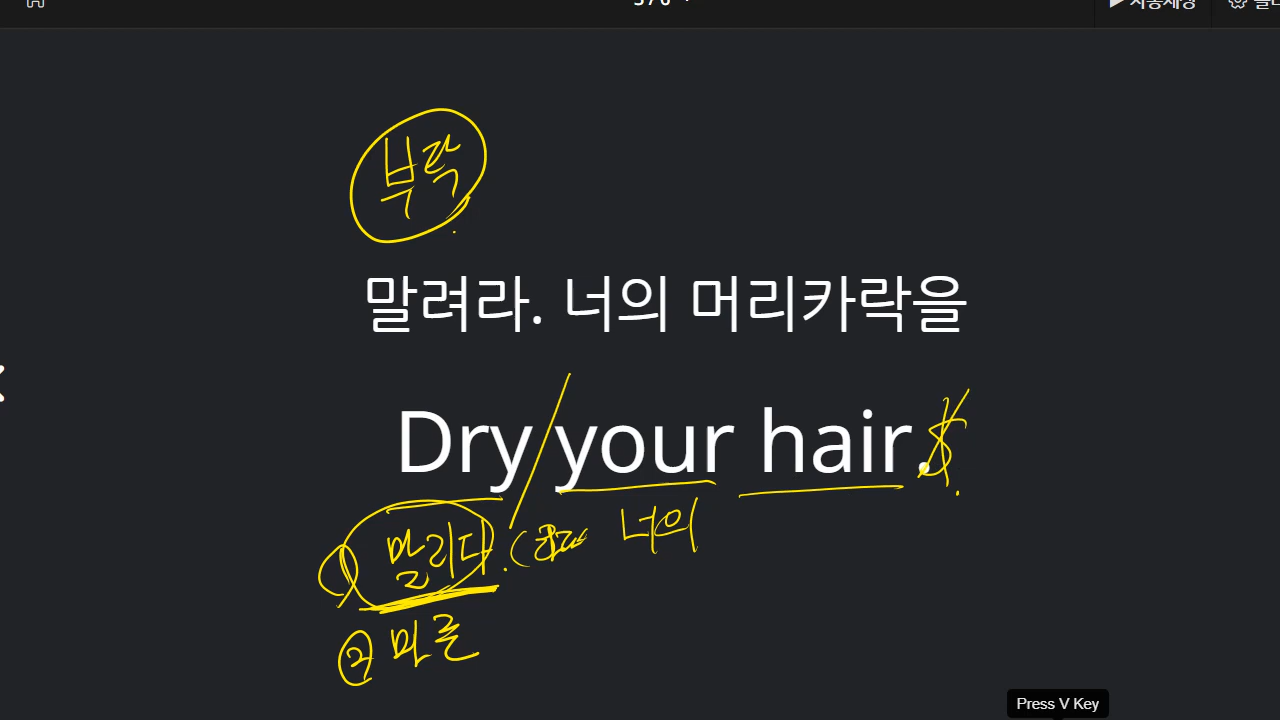 부탁
말려라. 너의 머리카락을
Dry your hair.
① 말리다. 너의
② 마른
Press V Key